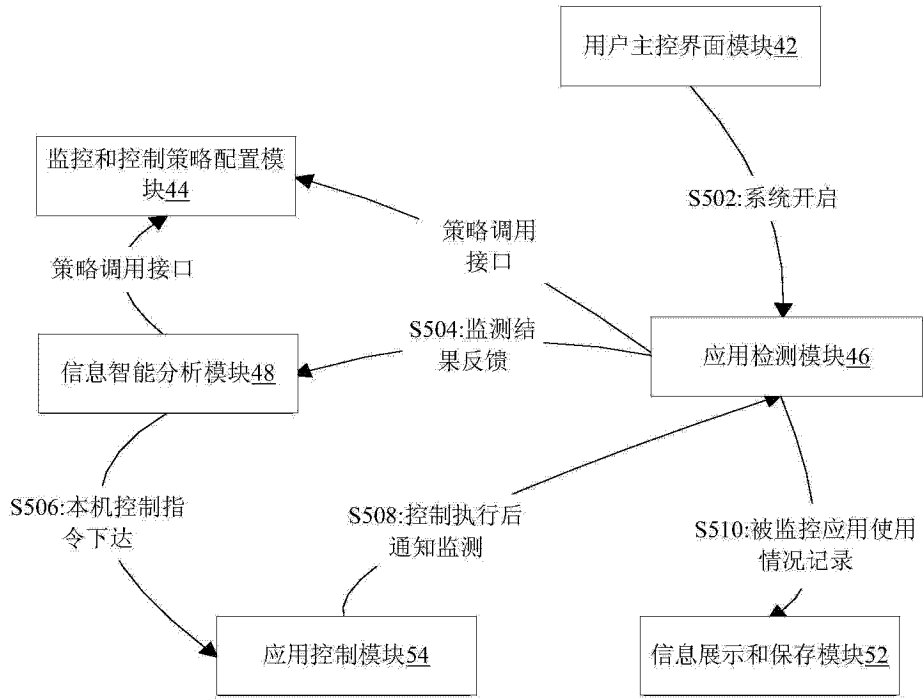 用户主控界面模块42
监控和控制策略配置模
块44
S502:系统开启
策略调用
接口
策略调用接口
S504:监测结
果反馈
应用检测模块46
信息智能分析模块48
S506:本机控制指
令下达
S508:控制执行后
通知监测
S510:被监控应用使用
情况记录
应用控制模块54
信息展示和保存模块52